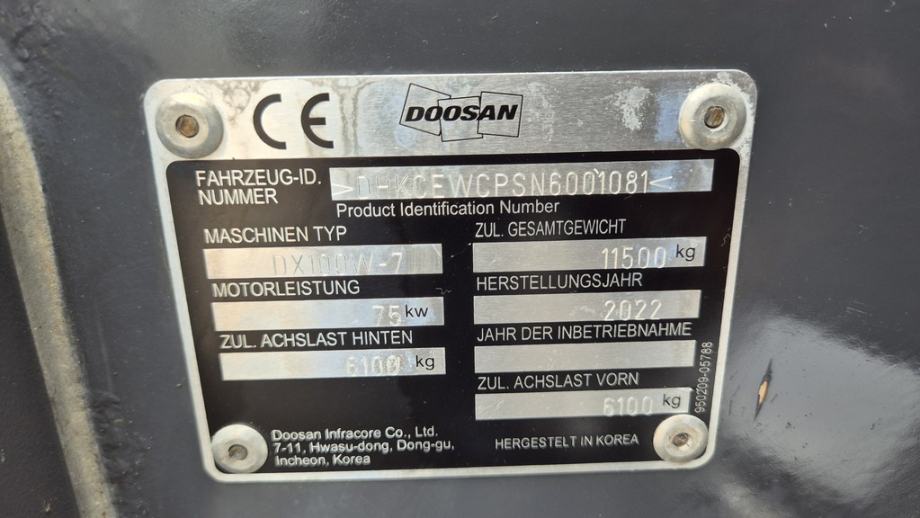 CE DOOSAN
FAHRZEUG-ID. NUMMER >DHKCEWCPSN6001081<
Product Identification Number
MASCHINEN TYP
DX100W-7
MOTORLEISTUNG
75 kw
ZUL. ACHSLAST HINTEN
6100 kg
ZUL. GESAMTGEWICHT
11500 kg
HERSTELLUNGSJAHR
2022
JAHR DER INBETRIEBNAHME
ZUL. ACHSLAST VORN
6100 kg
950209-05788
Doosan Infracore Co., Ltd.
7-11, Hwasu-dong, Dong-gu,
Incheon, Korea
HERGESTELT IN KOREA